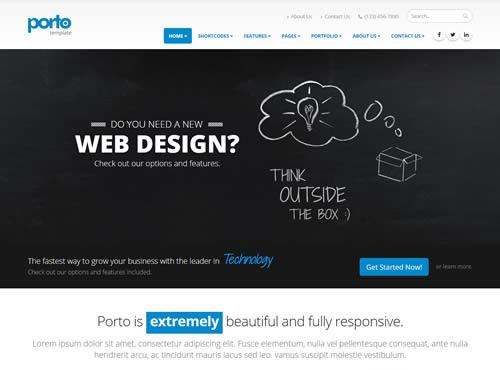 porto
template
About Us
Contact Us
(123) 456-7890
Search...
HOME
SHORTCODES
FEATURES
PAGES
PORTFOLIO
ABOUT US
CONTACT US
DO YOU NEED A NEW
WEB DESIGN?
Check out our options and features.
THINK
OUTSIDE
THE BOX :)
The fastest way to grow your business with the leader in Technology
Check out our options and features included.
Get Started Now!
or learn more.
Porto is extremely beautiful and fully responsive.
Lorem ipsum dolor sit amet, consectetur adipiscing elit. Fusce elementum, nulla vel pellentesque consequat, ante nulla
hendrerit arcu, ac tincidunt mauris lacus sed leo. vamus suscipit molestie vestibulum.